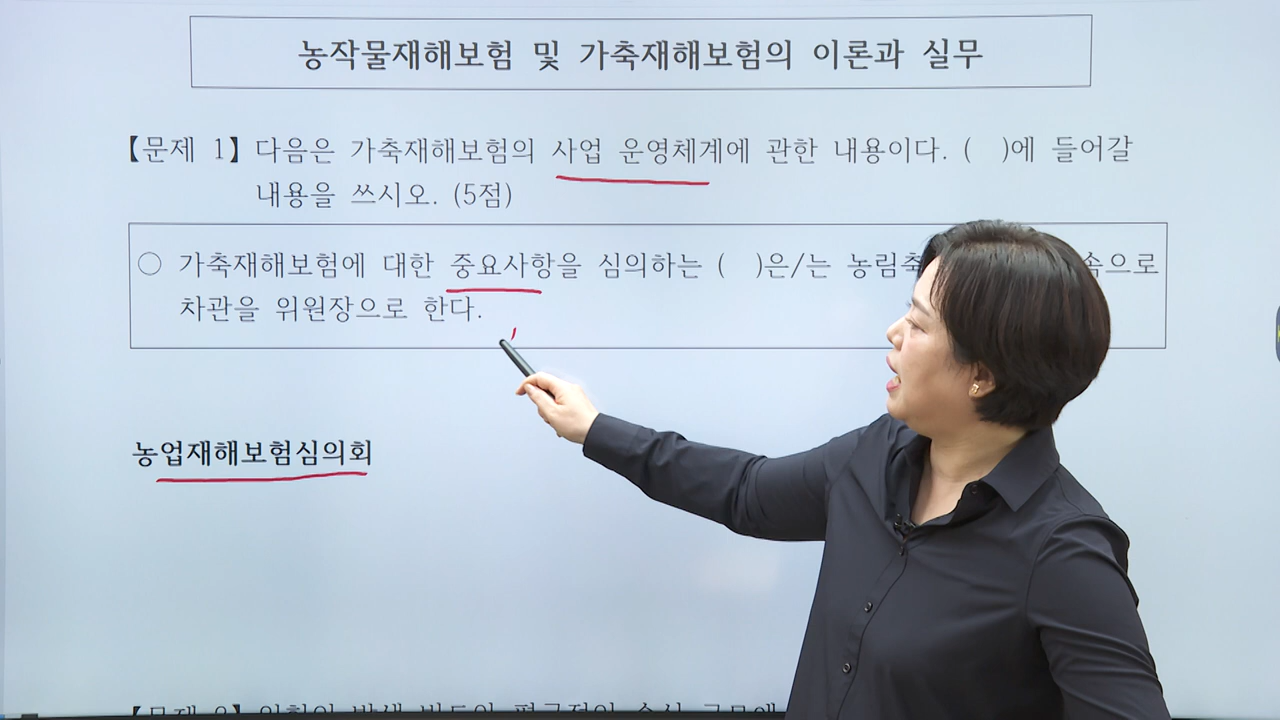 농작물재해보험 및 가축재해보험의 이론과 실무
【문제 1】 다음은 가축재해보험의 사업 운영체계에 관한 내용이다. (  )에 들어갈
내용을 쓰시오. (5점)
○ 가축재해보험에 대한 중요사항을 심의하는 (  )은/는 농림축 속으로
차관을 위원장으로 한다.
농업재해보험심의회